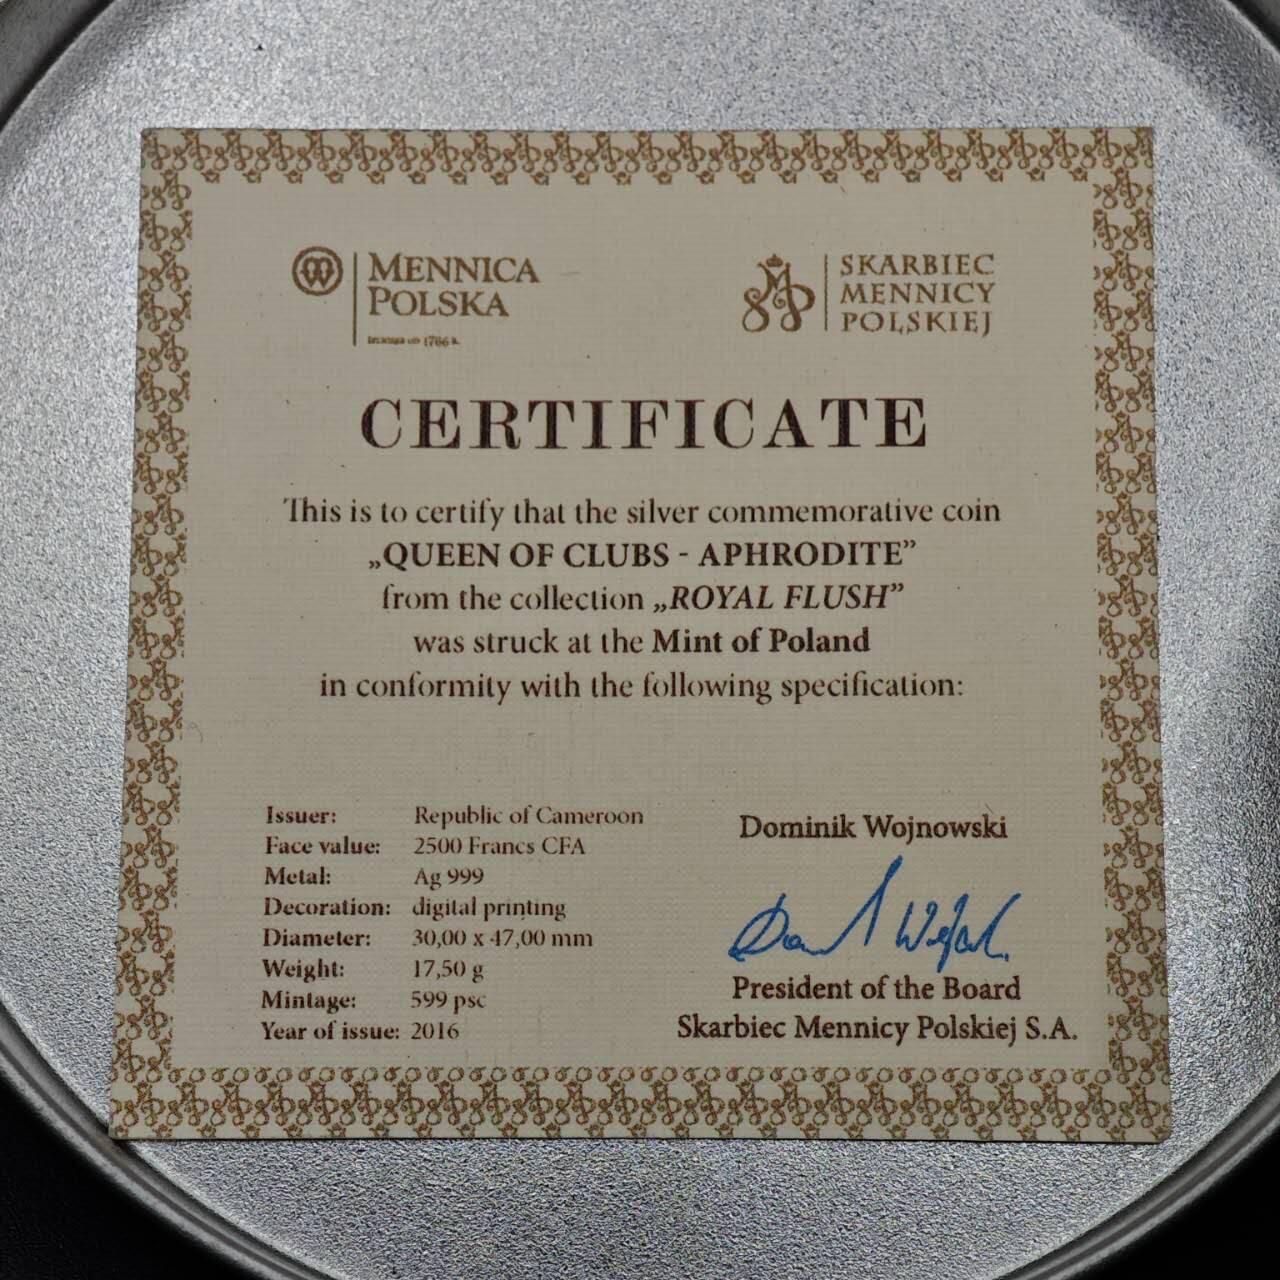 MENNICA
POLSKA
1766 R.
SKARBIEC
MENNICY
POLSKIEJ
CERTIFICATE
This is to certify that the silver commemorative coin
„QUEEN OF CLUBS - APHRODITE”
from the collection „ROYAL FLUSH”
was struck at the Mint of Poland
in conformity with the following specification:
Issuer: Republic of Cameroon
Face value: 2500 Francs CFA
Metal: Ag 999
Decoration: digital printing
Diameter: 30,00 x 47,00 mm
Weight: 17,50 g
Mintage: 599 psc
Year of issue: 2016
Dominik Wojnowski
President of the Board
Skarbiec Mennicy Polskiej S.A.